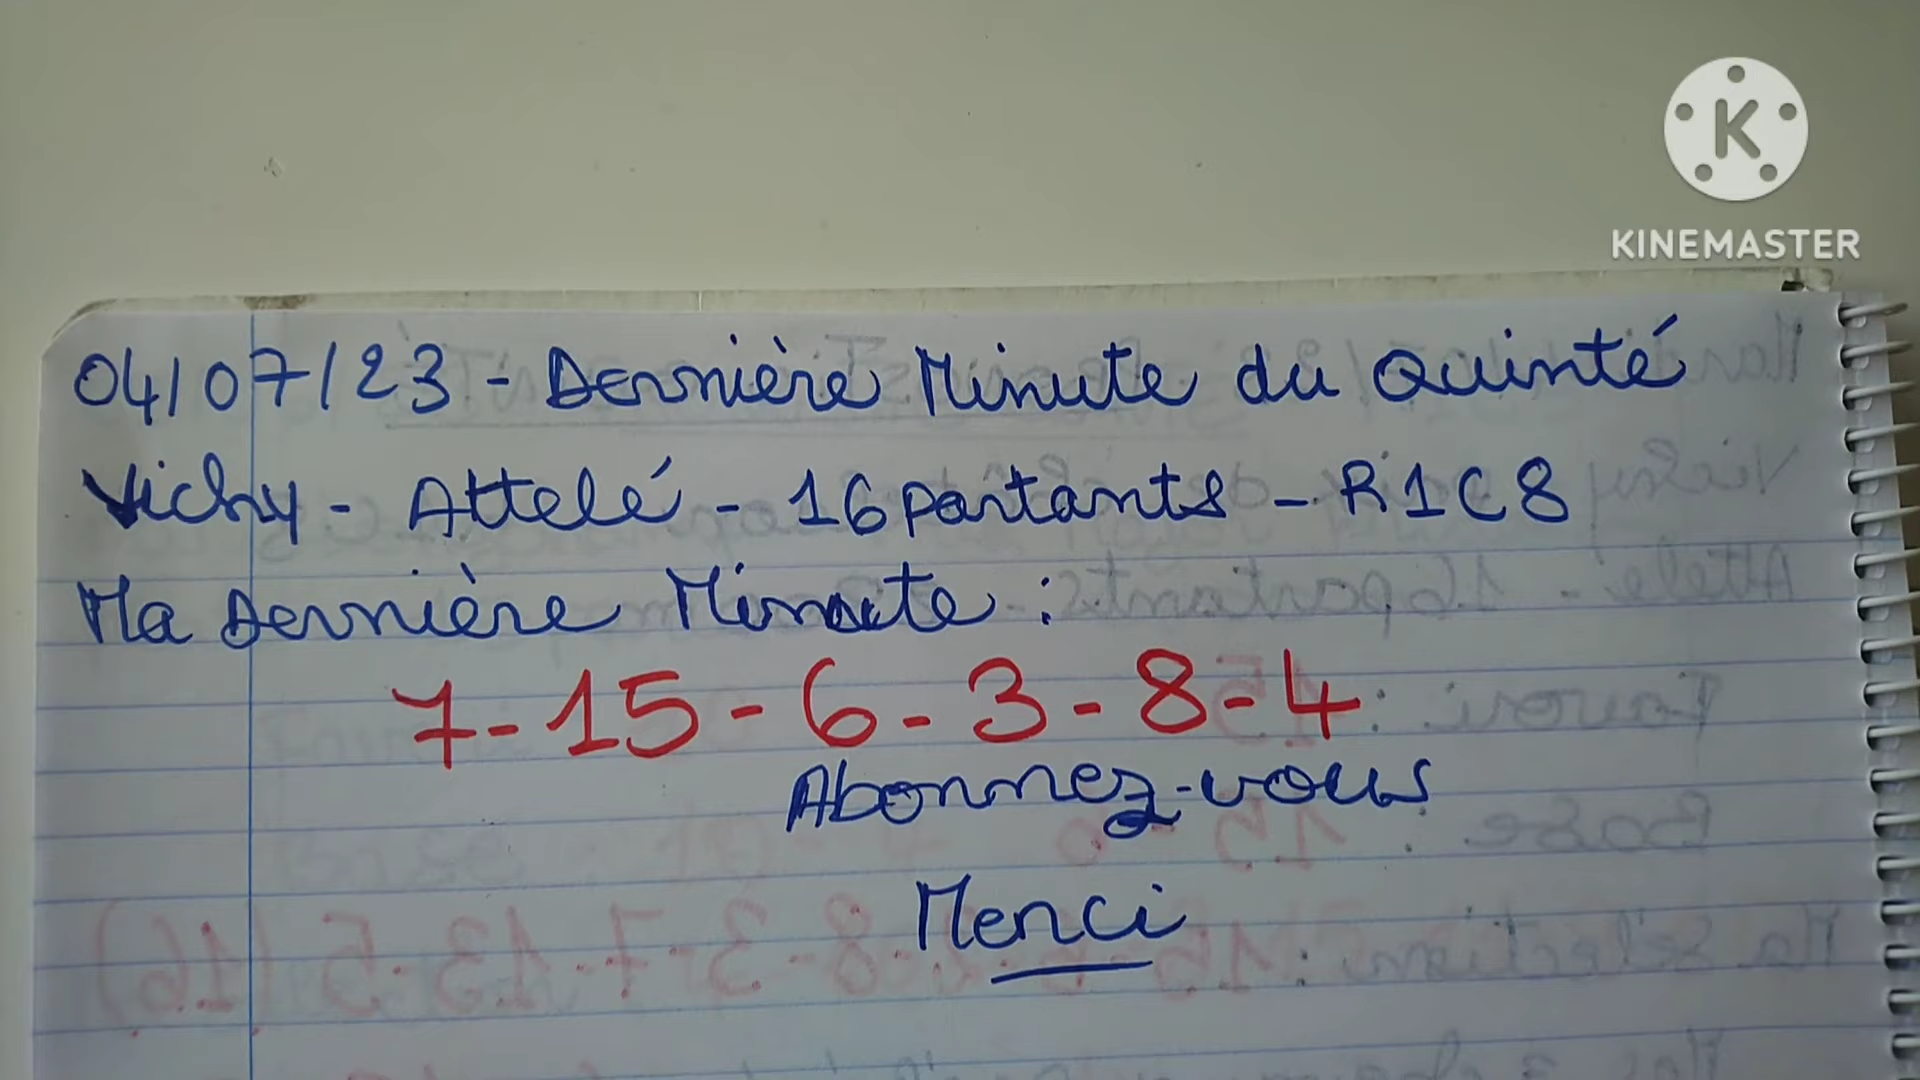 KINEMASTER
04/07/23 - Dernière Minute du Quinté
Vichy - Attelé - 16 partants - R1C8
Ma Dernière Minute :
7 - 15 - 6 - 3 - 8 - 4
Abonnez-vous
Merci